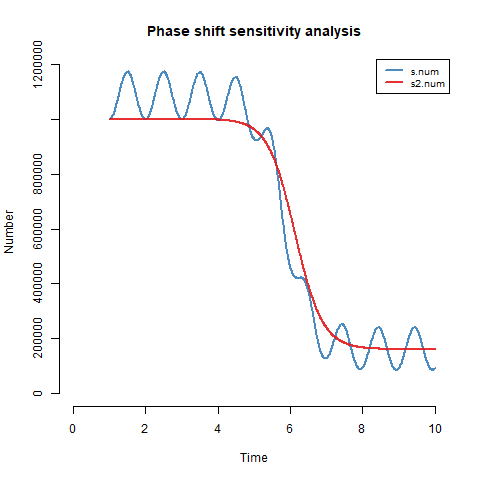 Phase shift sensitivity analysis
s.num
s2.num
Number
1200000
800000
600000
400000
200000
0
0 2 4 6 8 10
Time